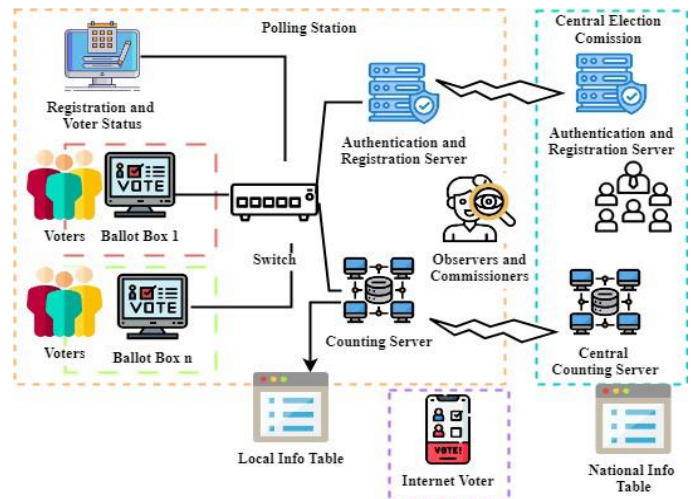 Polling Station
Central Election
Comission
Registration and
Voter Status
Authentication and
Registration Server
Authentication and
Registration Server
VOTE
Voters
Ballot Box 1
Switch
Observers and
Commissioners
VOTE
Voters
Ballot Box n
Counting Server
Central
Counting Server
Local Info Table
VOTE!
Internet Voter
National Info
Table